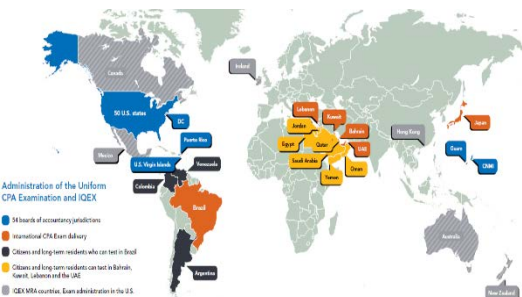 Canada
Ireland
50 U.S. states
DC
Lebanon
Kuwait
Jordan
Bahrain
Japan
Egypt
Qatar
Hong Kong
Mexico
Puerto Rico
Saudi Arabia
UAE
Guam
U.S. Virgin Islands
Venezuela
Oman
CNMI
Yemen
Colombia
Administration of the Uniform
CPA Examination and IQEX
Brazil
54 boards of accountancy jurisdictions
International CPA Exam delivery
Australia
Citizens and long-term residents who can test in Brazil
Citizens and long-term residents can test in Bahrain,
Kuwait, Lebanon and the UAE
Argentina
IQEX MRA countries. Exam administration in the U.S.
New Zealand